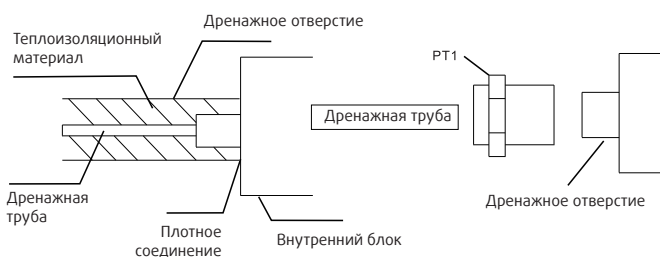 Дренажное отверстие
Теплоизоляционный
материал
PT1
Дренажная труба
Дренажная
труба
Плотное
соединение
Внутренний блок
Дренажное отверстие